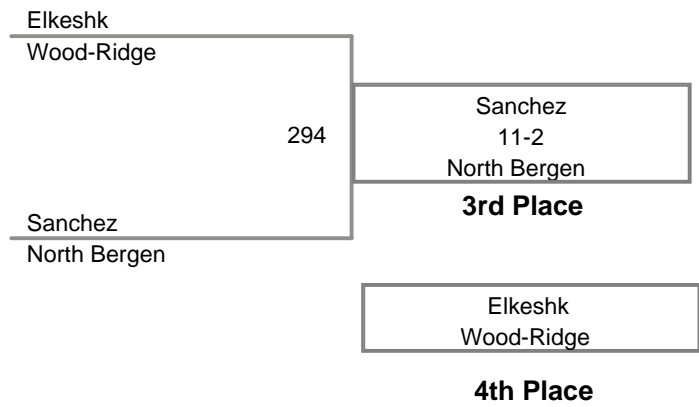 Elkeshk
Wood-Ridge
294
Sanchez
11-2
North Bergen
3rd Place
Sanchez
North Bergen
Elkeshk
Wood-Ridge
4th Place